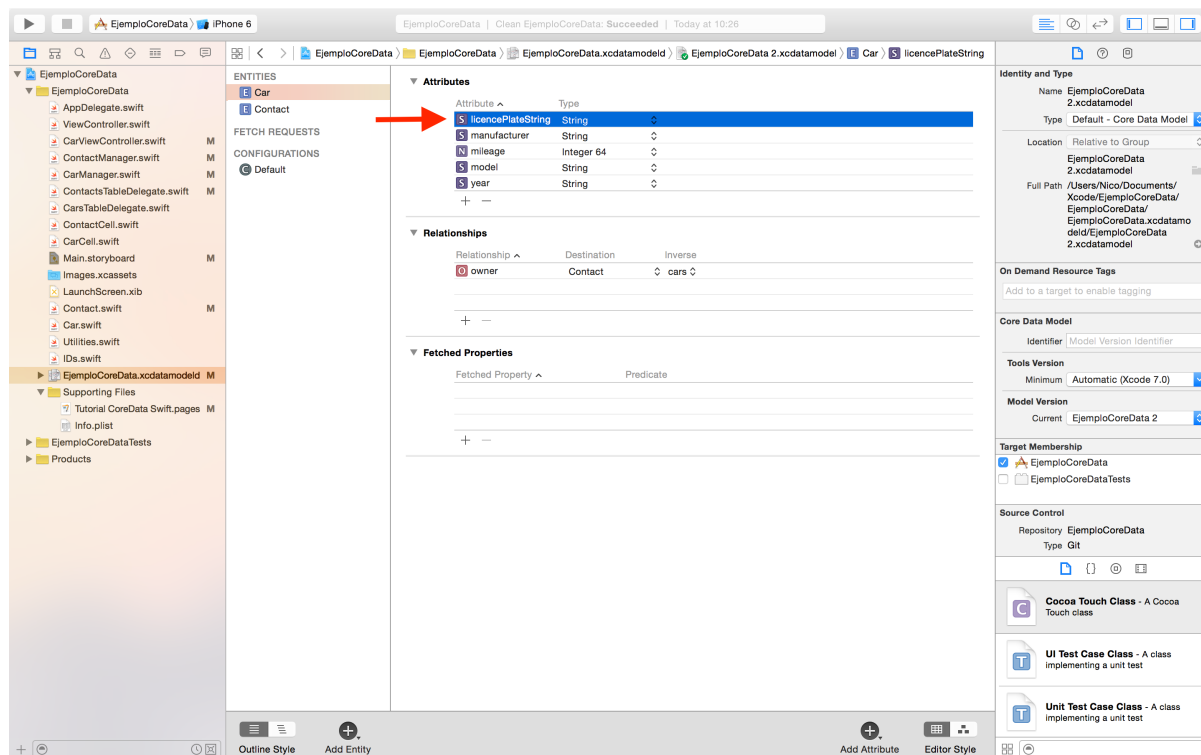 EjemploCoreData iPhone 6
EjemploCoreData | Clean EjemploCoreData: Succeeded | Today at 10:26
EjemploCoreData EjemploCoreData EjemploCoreData.xcdatamodeld EjemploCoreData 2.xcdatamodel E Car S licencePlateString
EjemploCoreData
EjemploCoreData
AppDelegate.swift
ViewController.swift
CarViewController.swift M
ContactManager.swift M
CarManager.swift M
ContactsTableDelegate.swift M
CarsTableDelegate.swift
ContactCell.swift
CarCell.swift
Main.storyboard M
Images.xcassets
LaunchScreen.xib
Contact.swift M
Car.swift
Utilities.swift
IDs.swift
EjemploCoreData.xcdatamodeld M
Supporting Files
Tutorial CoreData Swift.pages M
Info.plist
EjemploCoreDataTests
Products
ENTITIES
E Car
E Contact
FETCH REQUESTS
CONFIGURATIONS
C Default
Attributes
Attribute Type
S licencePlateString String
S manufacturer String
N mileage Integer 64
S model String
S year String
+ −
Relationships
Relationship Destination Inverse
O owner Contact cars
+ −
Fetched Properties
Fetched Property Predicate
+ −
Outline Style Add Entity Add Attribute Editor Style
Identity and Type
Name EjemploCoreData
2.xcdatamodel
Type Default - Core Data Model
Location Relative to Group
EjemploCoreData
2.xcdatamodel
Full Path /Users/Nico/Documents/
Xcode/EjemploCoreData/
EjemploCoreData/
EjemploCoreData.xcdatamo
deld/EjemploCoreData
2.xcdatamodel
On Demand Resource Tags
Add to a target to enable tagging
Core Data Model
Identifier Model Version Identifier
Tools Version
Minimum Automatic (Xcode 7.0)
Model Version
Current EjemploCoreData 2
Target Membership
EjemploCoreData
EjemploCoreDataTests
Source Control
Repository EjemploCoreData
Type Git
{}
C Cocoa Touch Class - A Cocoa
Touch class
T UI Test Case Class - A class
implementing a unit test
T Unit Test Case Class - A class
implementing a unit test